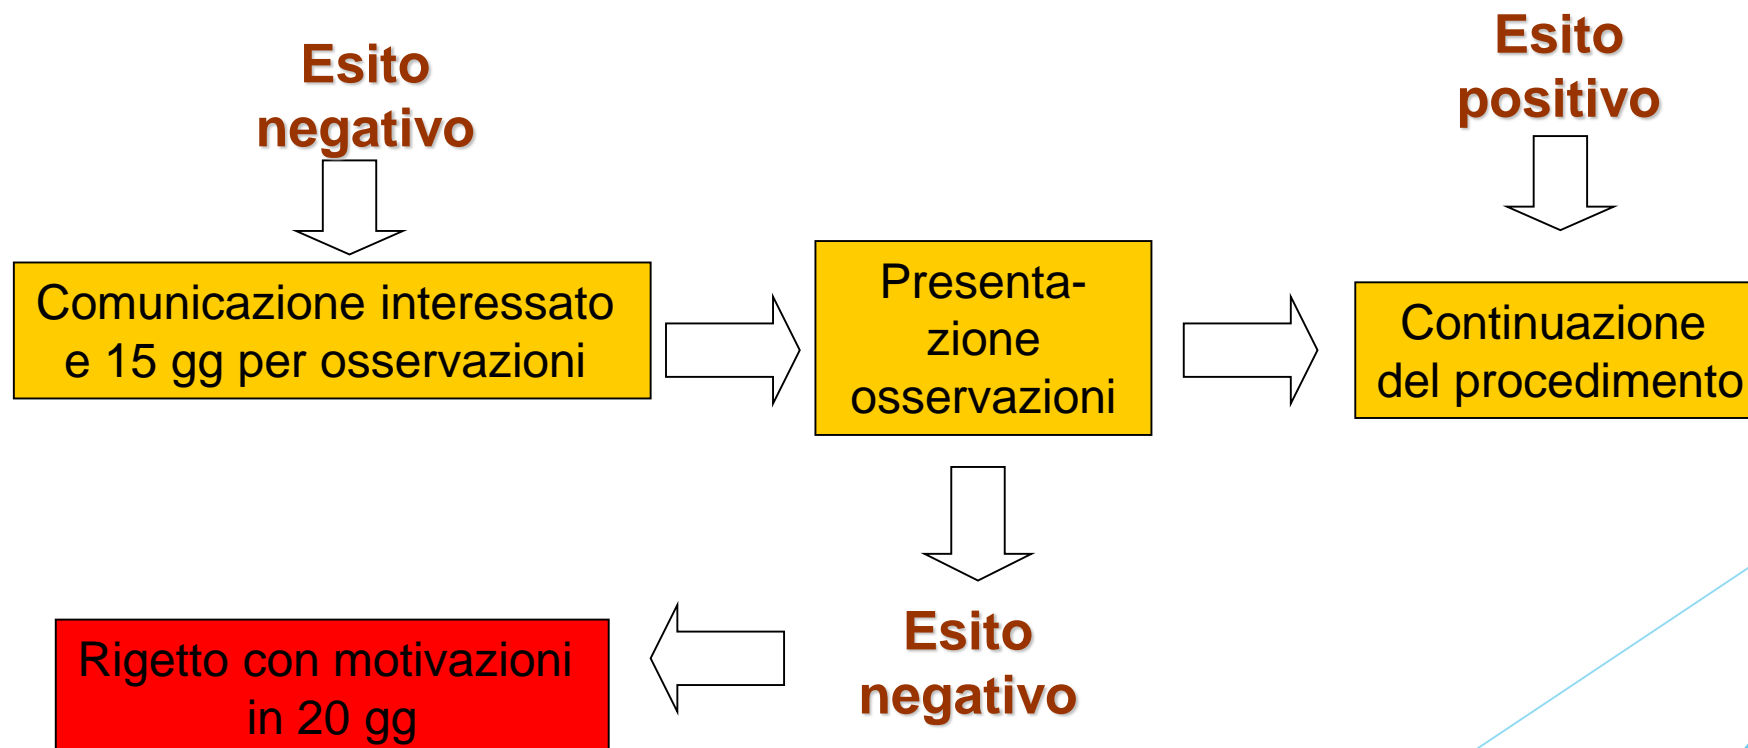 Esito
negativo
Esito
positivo
Comunicazione interessato
e 15 gg per osservazioni
Presenta-
zione
osservazioni
Continuazione
del procedimento
Esito
negativo
Rigetto con motivazioni
in 20 gg